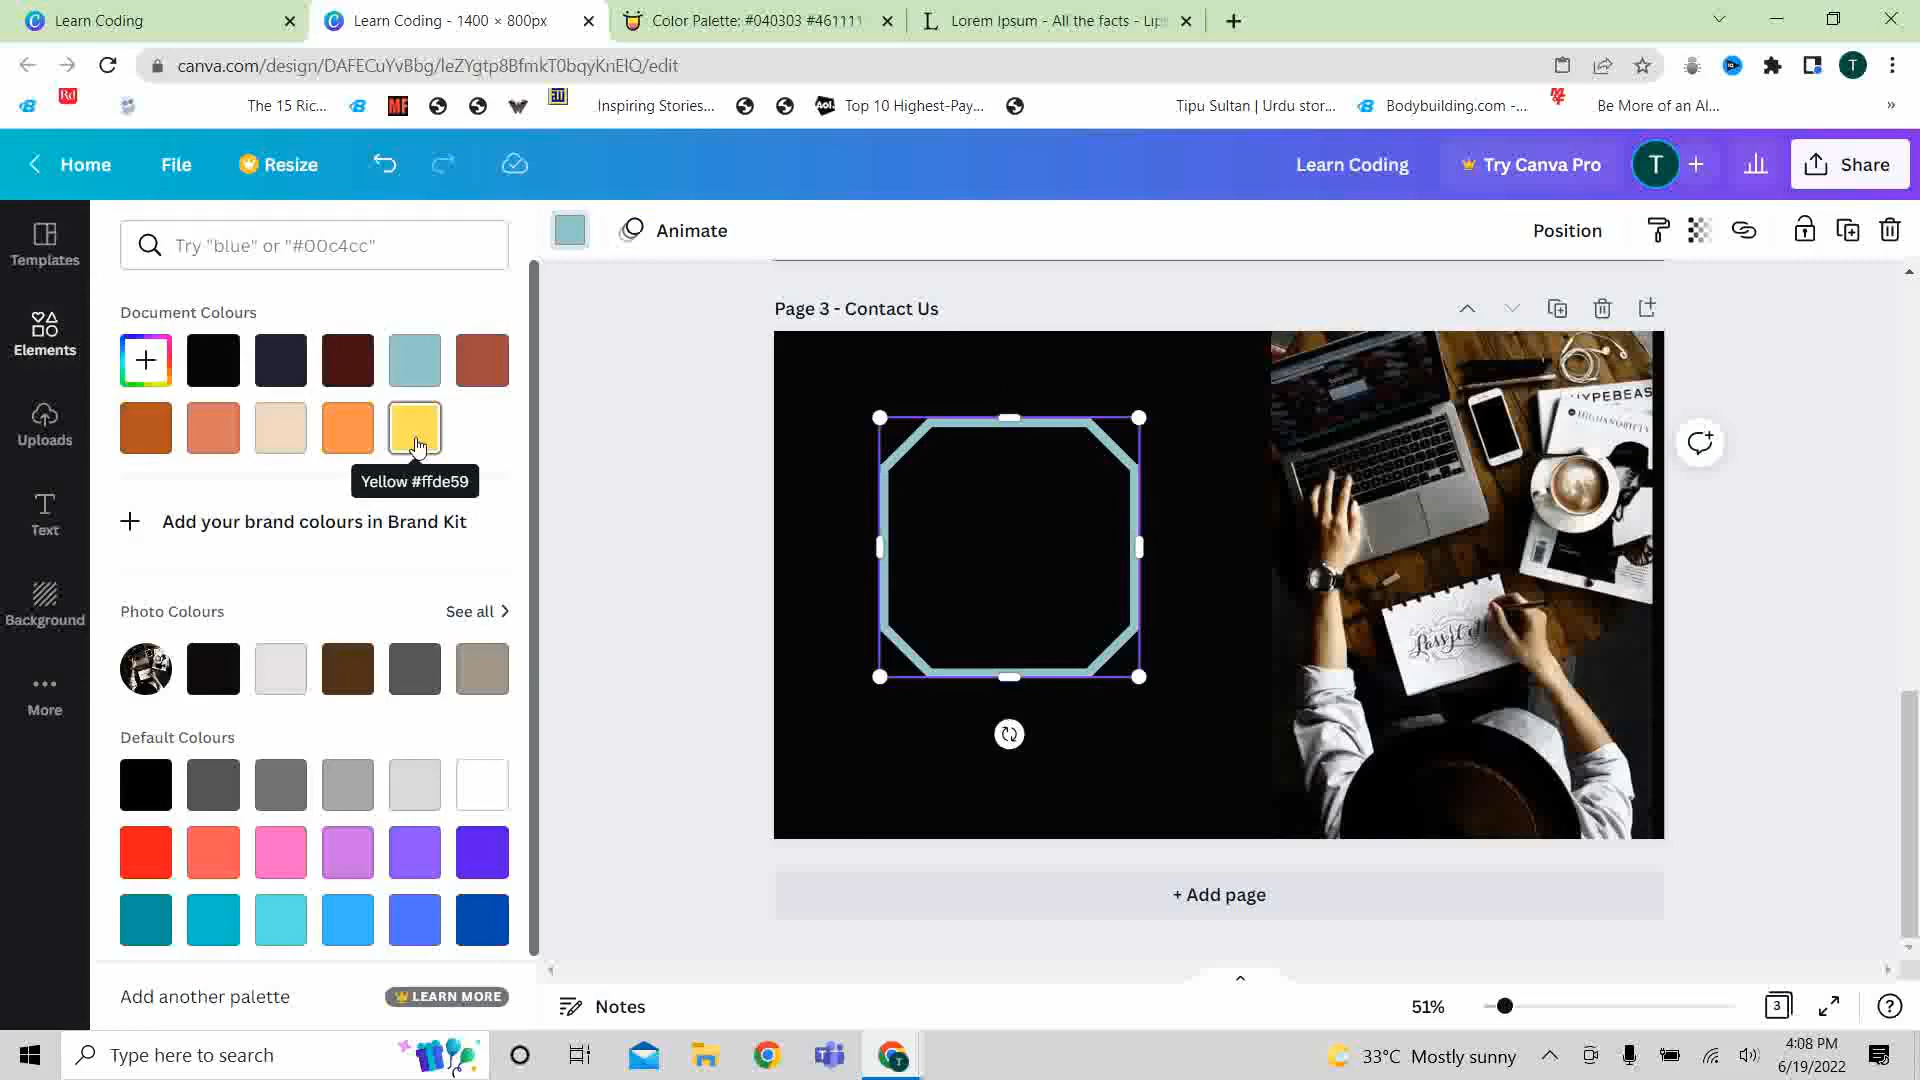 Learn Coding
Learn Coding - 1400 × 800px
Color Palette: #040303 #461111
Lorem Ipsum - All the facts - Lip
canva.com/design/DAFECuYvBbg/leZYgtp8BfmkT0bqyKnEIQ/edit
T
Rd
The 15 Ric...
MF
Inspiring Stories...
Aol.
Top 10 Highest-Pay...
Tipu Sultan | Urdu stor...
Bodybuilding.com -...
Be More of an Al...
»
Home
File
Resize
Learn Coding
Try Canva Pro
T
Share
Templates
Elements
Uploads
Text
Background
More
Try "blue" or "#00c4cc"
Animate
Position
Document Colours
Yellow #ffde59
Add your brand colours in Brand Kit
Photo Colours
See all
Default Colours
Add another palette
LEARN MORE
Page 3 - Contact Us
HYPEBEAS
+ Add page
Notes
51%
3
Type here to search
33°C Mostly sunny
4:08 PM
6/19/2022